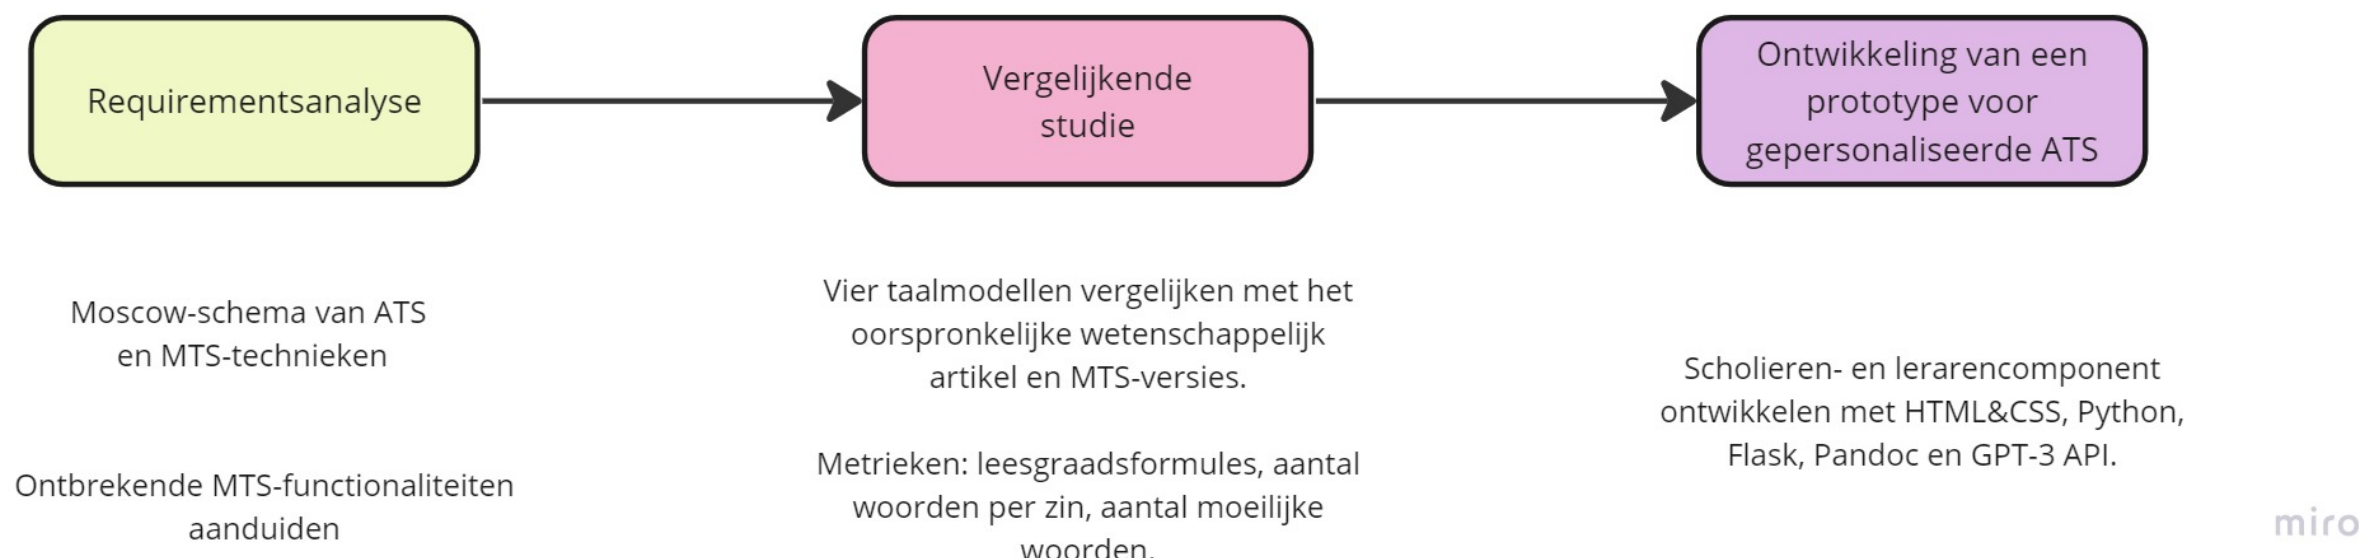 Requirementsanalyse
Vergelijkende
studie
Ontwikkeling van een
prototype voor
gepersonaliseerde ATS
Moscow-schema van ATS
en MTS-technieken
Ontbrekende MTS-functionaliteiten
aanduiden
Vier taalmodellen vergelijken met het
oorspronkelijke wetenschappelijk
artikel en MTS-versies.
Metrieken: leesgraadsformules, aantal
woorden per zin, aantal moeilijke
woorden.
Scholieren- en lerarencomponent
ontwikkelen met HTML&CSS, Python,
Flask, Pandoc en GPT-3 API.
miro